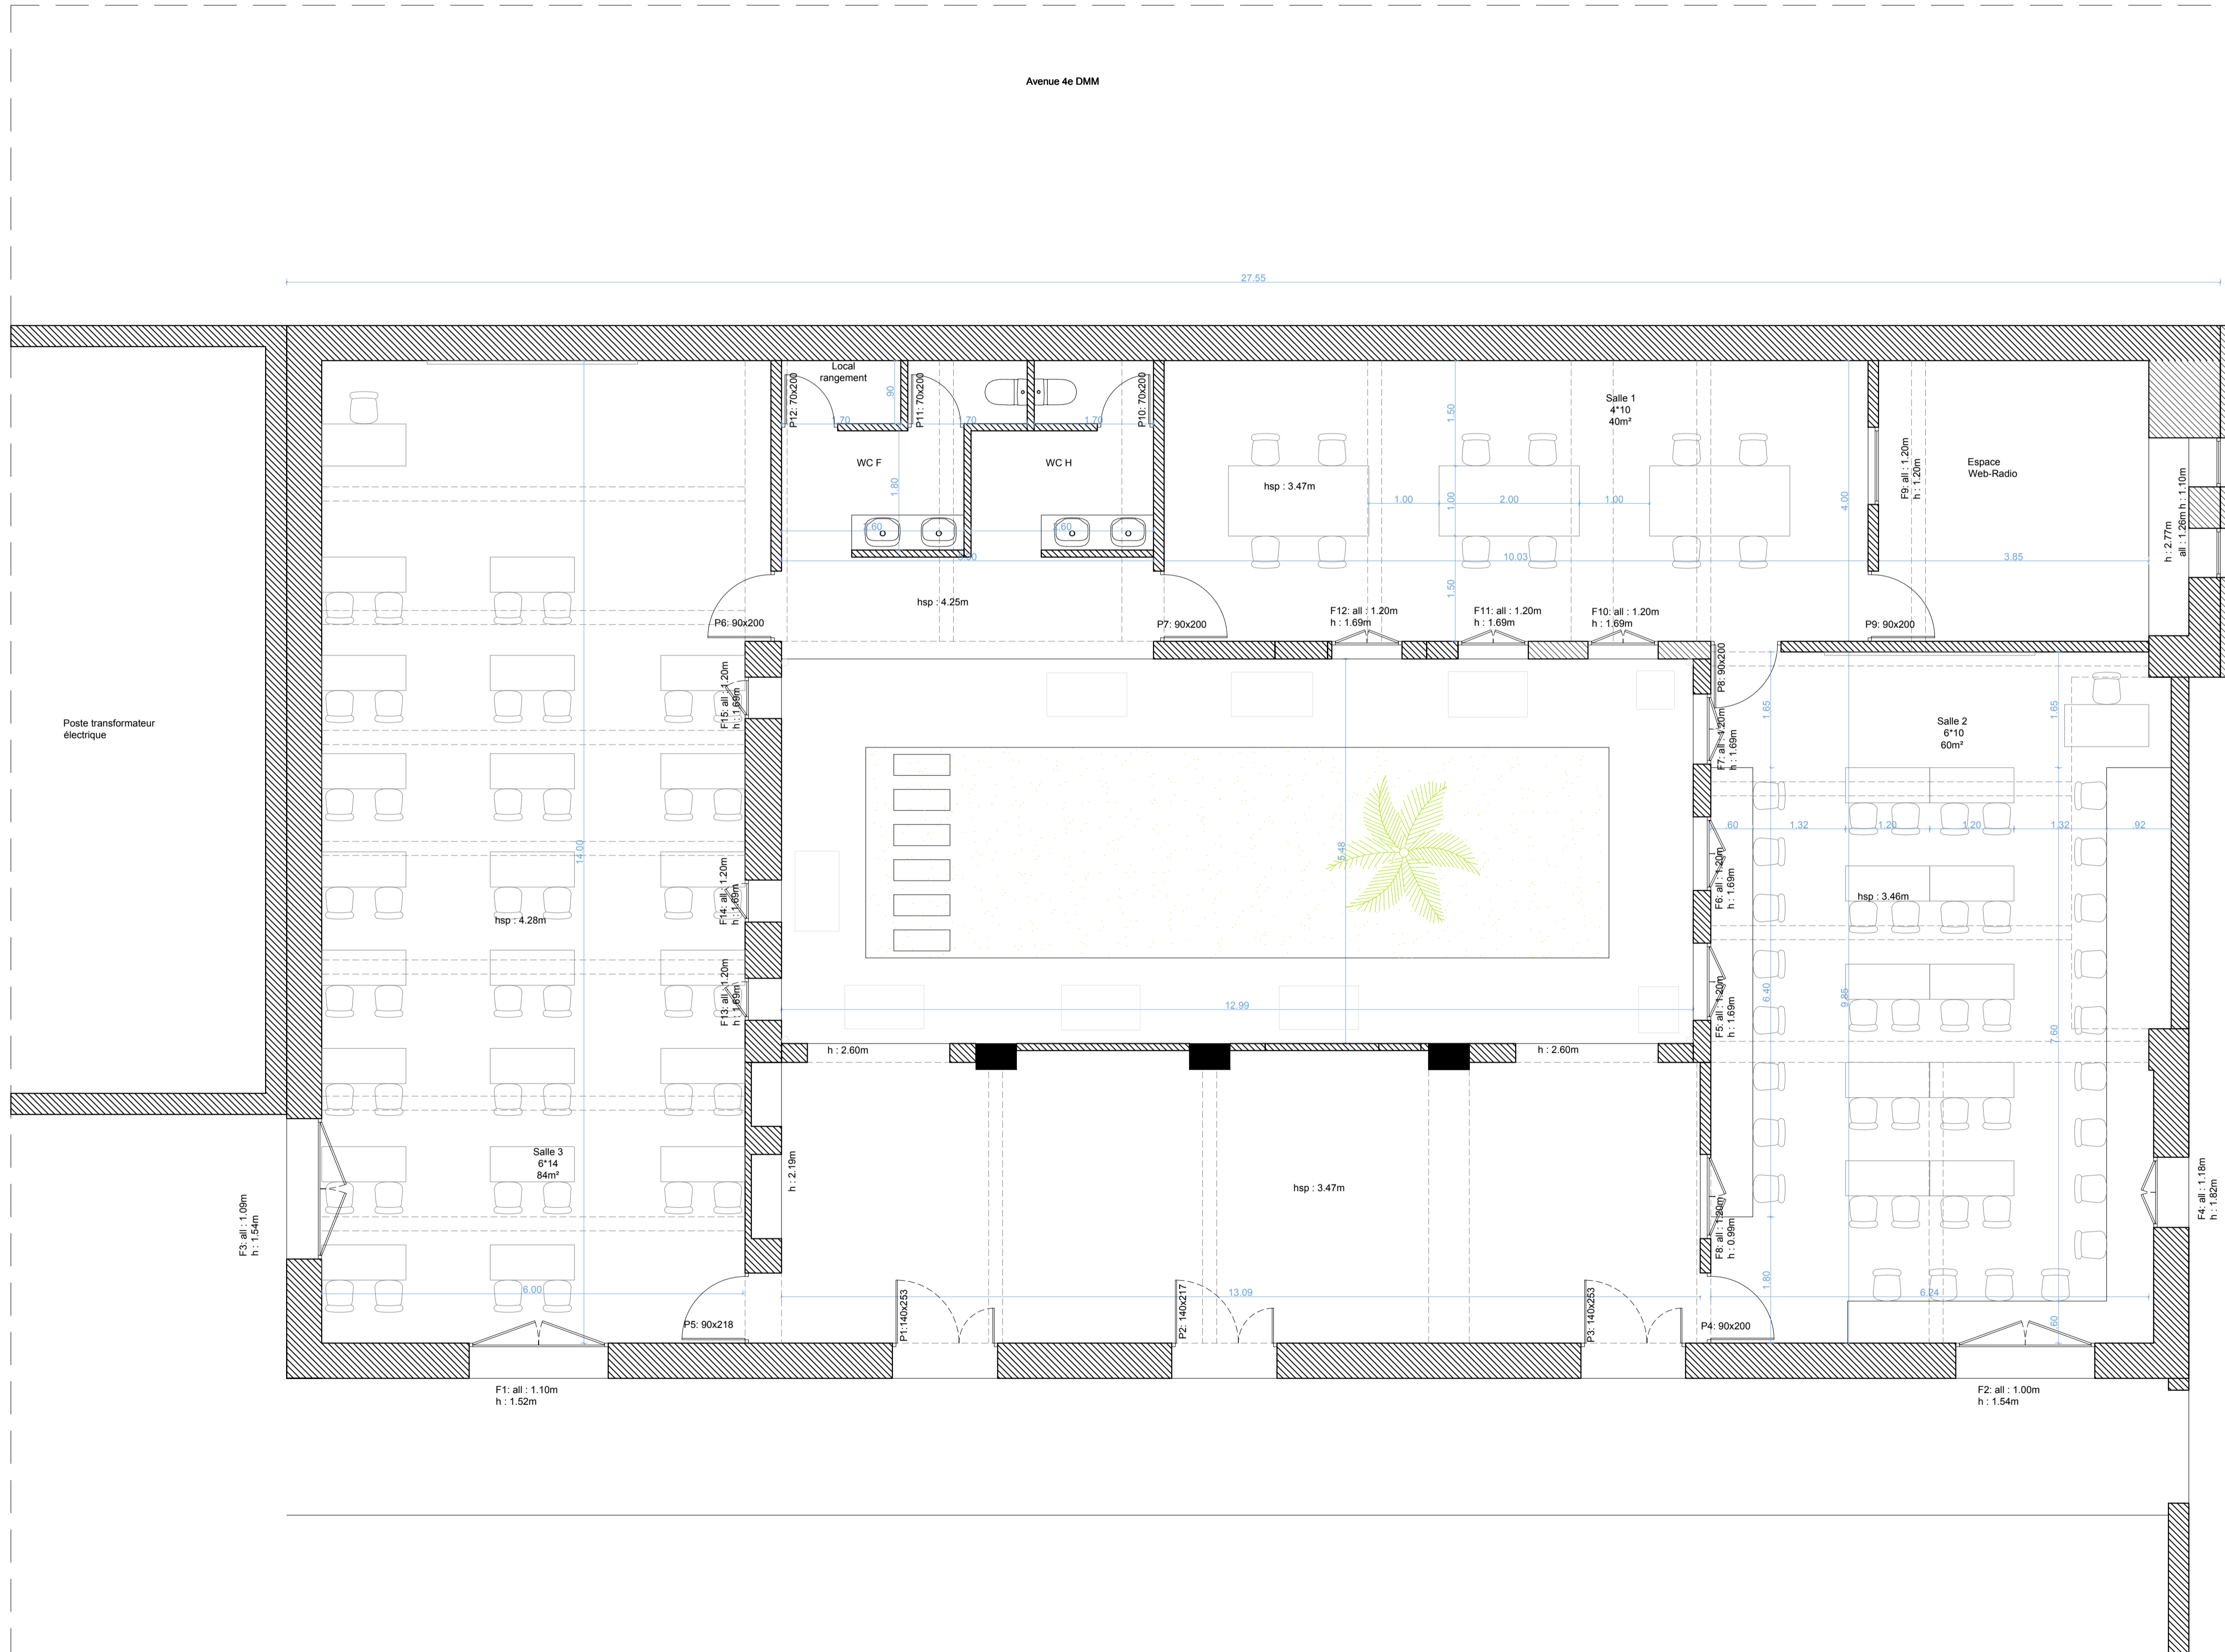 Avenue 4e DMM
27.55
Local
rangement
P12: 70x200
.90
P11: 70x200
P10: 70x200
1.70
1.70
1.70
WC F
WC H
1.80
2.60
2.60
hsp : 4.25m
P6: 90x200
P7: 90x200
Salle 1
4*10
40m²
1.50
hsp : 3.47m
1.00
1.00
2.00
1.00
4.00
10.03
1.50
F9: all : 1.20m
h : 1.20m
Espace
Web-Radio
3.85
h : 2.77m
all : 1.26m h : 1.10m
F12: all : 1.20m
h : 1.69m
F11: all : 1.20m
h : 1.69m
F10: all : 1.20m
h : 1.69m
P9: 90x200
P8: 90x200
Poste transformateur
électrique
F15: all : 1.20m
h : 1.69m
F14: all : 1.20m
h : 1.69m
F13: all : 1.20m
h : 1.69m
14.00
hsp : 4.28m
5.48
12.99
F7: all : 1.20m
h : 1.69m
F6: all : 1.20m
h : 1.69m
F5: all : 1.20m
h : 1.69m
1.65
1.65
Salle 2
6*10
60m²
.60
1.32
1.20
1.20
1.32
.92
hsp : 3.46m
6.40
9.85
7.60
h : 2.60m
h : 2.60m
Salle 3
6*14
84m²
h : 2.19m
hsp : 3.47m
F3: all : 1.09m
h : 1.54m
F8: all : 1.20m
h : 0.99m
F4: all : 1.18m
h : 1.82m
6.00
P5: 90x218
P1:140x253
P2: 140x217
13.09
P3: 140x253
P4: 90x200
1.80
6.24
.60
F1: all : 1.10m
h : 1.52m
F2: all : 1.00m
h : 1.54m